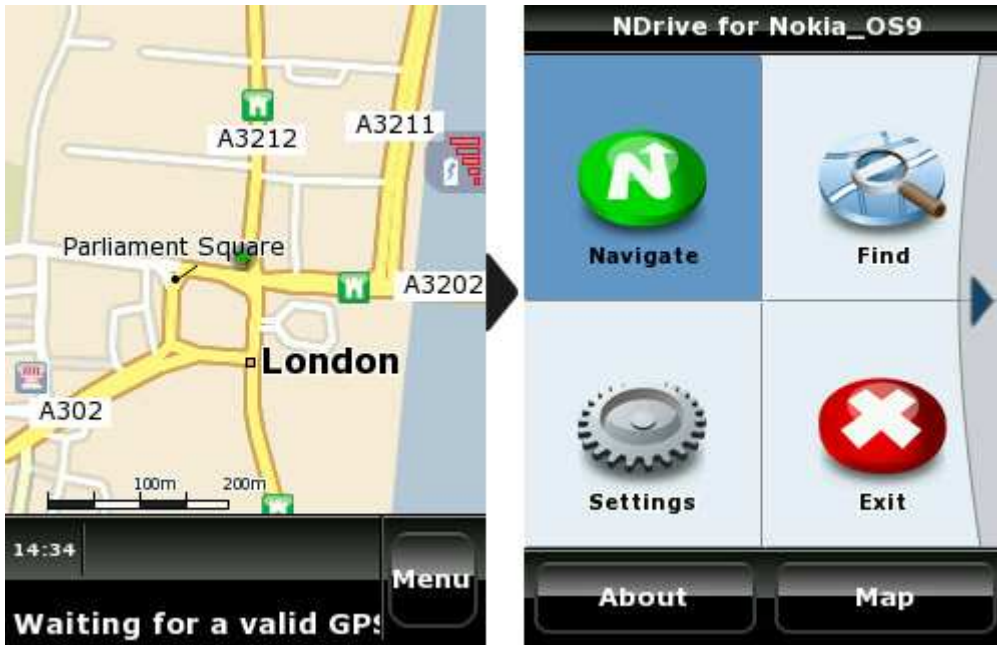 A3212
A3211
Parliament Square
A3202
London
A302
100m 200m
14:34
Menu
Waiting for a valid GPS
NDrive for Nokia_OS9
Navigate
Find
Settings
Exit
About
Map